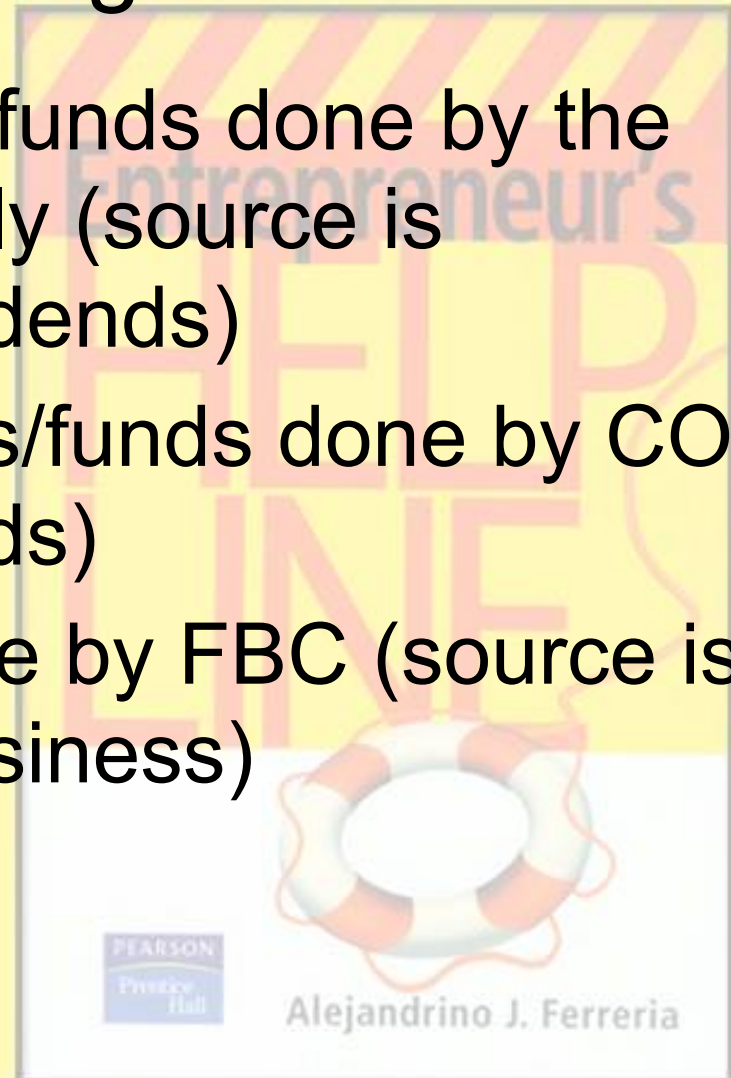 g
funds done by the
Entrepreneur's
ly (source is
dends)
HELP
s/funds done by CO
LINE
ds)
e by FBC (source is
siness)
PEARSON
Prentice
Hall
Alejandrino J. Ferreria